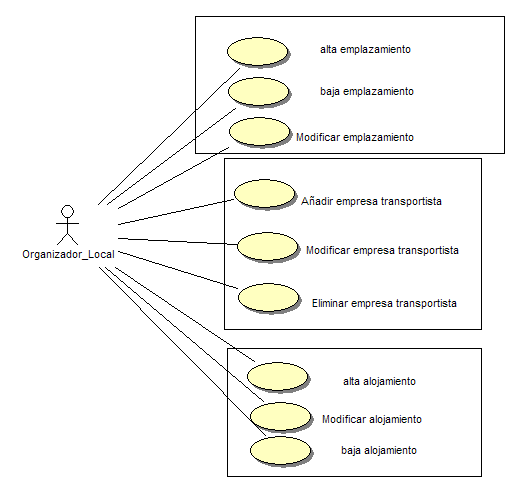 alta emplazamiento
baja emplazamiento
Modificar emplazamiento
Añadir empresa transportista
Organizador_Local
Modificar empresa transportista
Eliminar empresa transportista
alta alojamiento
Modificar alojamiento
baja alojamiento